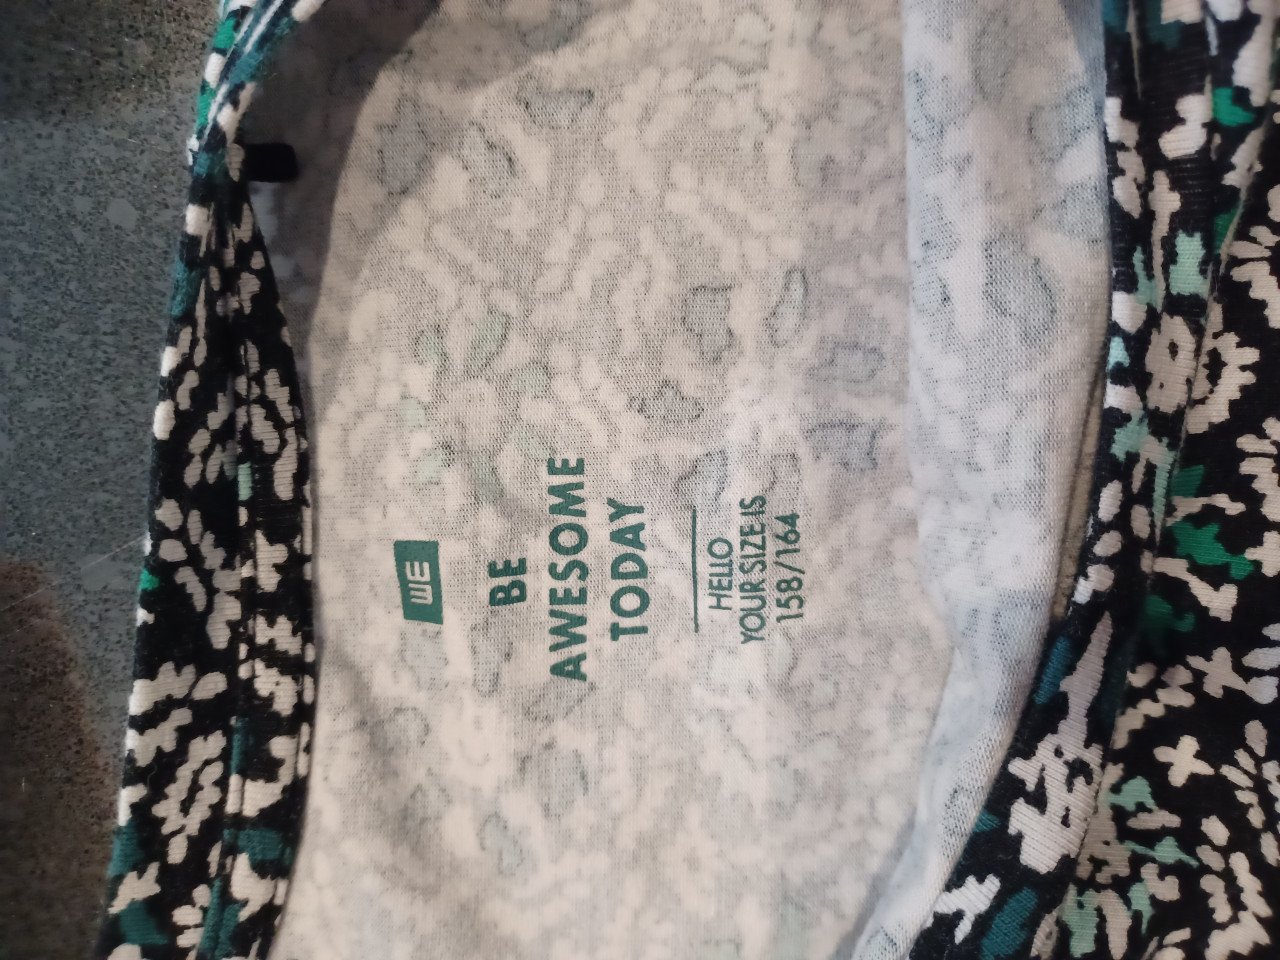 WE
BE
AWESOME
TODAY
HELLO
YOUR SIZE IS
158/164